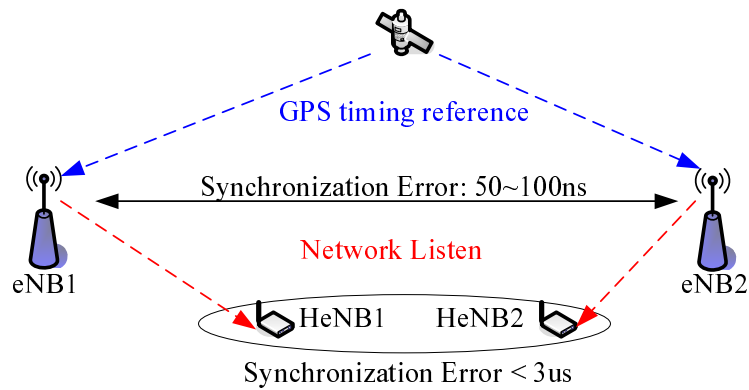 GPS timing reference
Synchronization Error: 50~100ns
Network Listen
eNB1
eNB2
HeNB1
HeNB2
Synchronization Error < 3us